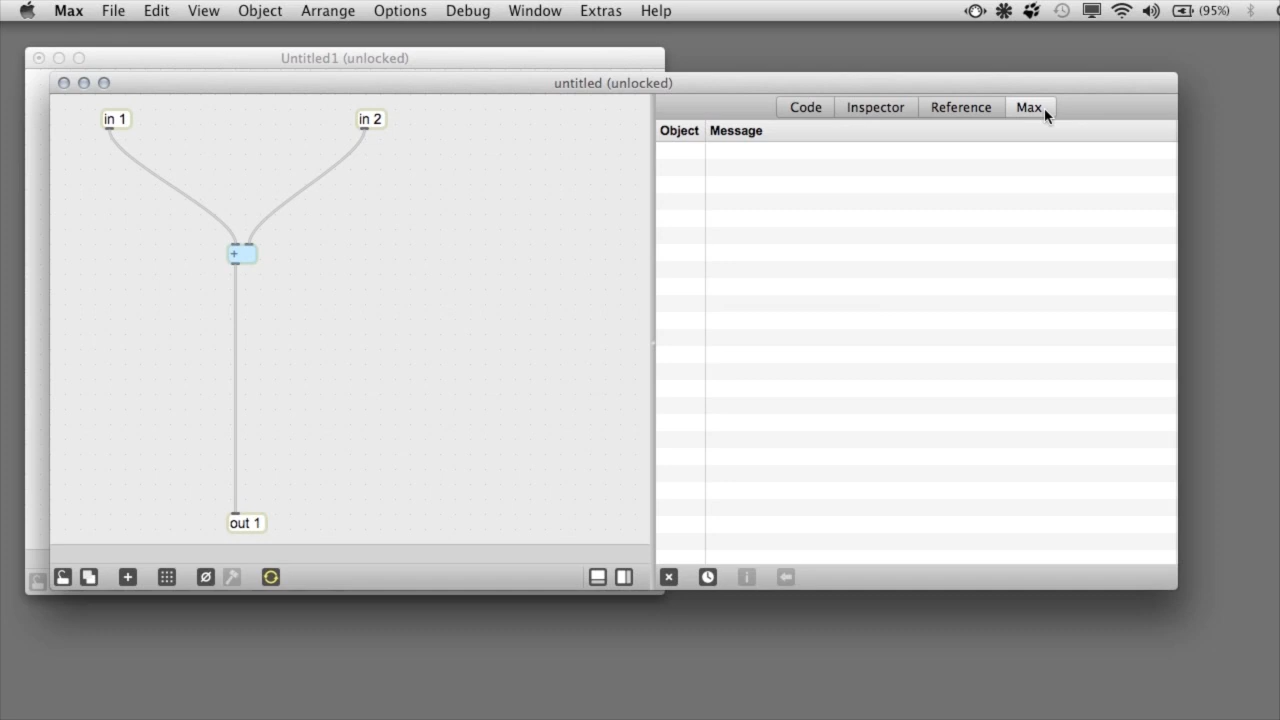 Max File Edit View Object Arrange Options Debug Window Extras Help (95%)
Untitled1 (unlocked)
untitled (unlocked)
Code Inspector Reference Max
Object Message
in 1 in 2
+
out 1